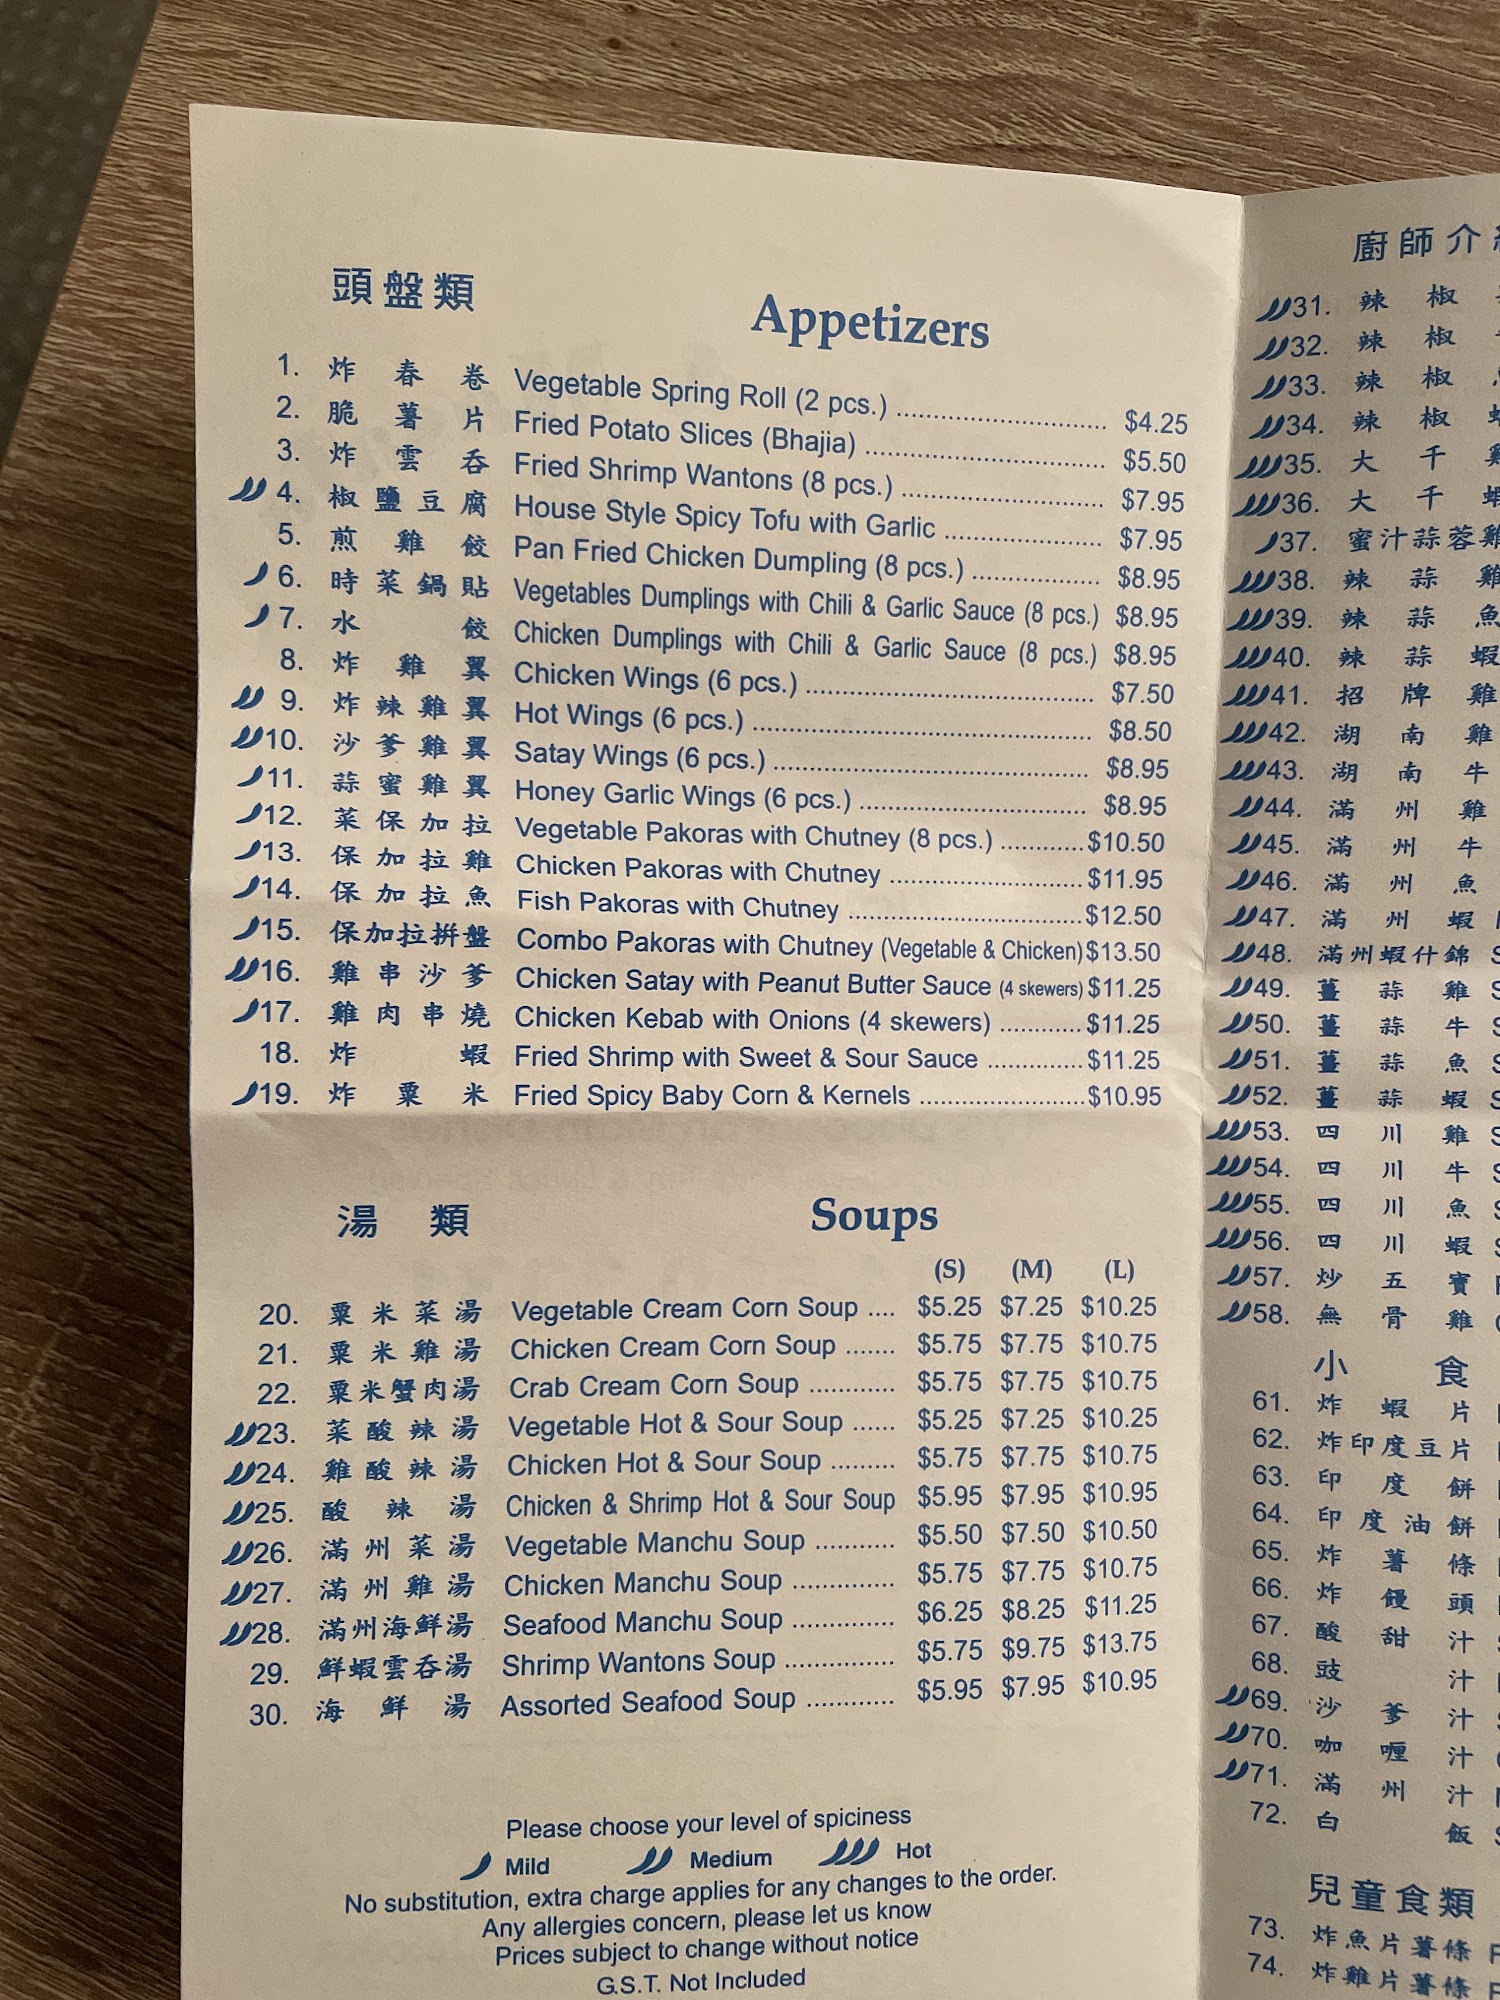 頭盤類 Appetizers
1. 炸春卷 Vegetable Spring Roll (2 pcs.) ........ $4.25
2. 脆薯片 Fried Potato Slices (Bhajia) ........ $5.50
3. 炸雲吞 Fried Shrimp Wantons (8 pcs.) ........ $7.95
4. 椒鹽豆腐 House Style Spicy Tofu with Garlic ........ $7.95
5. 煎雞餃 Pan Fried Chicken Dumpling (8 pcs.) ........ $8.95
6. 時菜鍋貼 Vegetables Dumplings with Chili & Garlic Sauce (8 pcs.) $8.95
7. 水餃 Chicken Dumplings with Chili & Garlic Sauce (8 pcs.) $8.95
8. 炸雞翼 Chicken Wings (6 pcs.) ........ $7.50
9. 炸辣雞翼 Hot Wings (6 pcs.) ........ $8.50
10. 沙爹雞翼 Satay Wings (6 pcs.) ........ $8.95
11. 蒜蜜雞翼 Honey Garlic Wings (6 pcs.) ........ $8.95
12. 菜保加拉 Vegetable Pakoras with Chutney (8 pcs.) ........ $10.50
13. 保加拉雞 Chicken Pakoras with Chutney ........ $11.95
14. 保加拉魚 Fish Pakoras with Chutney ........ $12.50
15. 保加拉拼盤 Combo Pakoras with Chutney (Vegetable & Chicken) $13.50
16. 雞串沙爹 Chicken Satay with Peanut Butter Sauce (4 skewers) $11.25
17. 雞肉串燒 Chicken Kebab with Onions (4 skewers) ........ $11.25
18. 炸蝦 Fried Shrimp with Sweet & Sour Sauce ........ $11.25
19. 炸粟米 Fried Spicy Baby Corn & Kernels ........ $10.95
湯類 Soups
(S) (M) (L)
20. 粟米菜湯 Vegetable Cream Corn Soup .... $5.25 $7.25 $10.25
21. 粟米雞湯 Chicken Cream Corn Soup ....... $5.75 $7.75 $10.75
22. 粟米蟹肉湯 Crab Cream Corn Soup ............ $5.75 $7.75 $10.75
23. 菜酸辣湯 Vegetable Hot & Sour Soup ...... $5.25 $7.25 $10.25
24. 雞酸辣湯 Chicken Hot & Sour Soup ......... $5.75 $7.75 $10.75
25. 酸辣湯 Chicken & Shrimp Hot & Sour Soup $5.95 $7.95 $10.95
26. 滿州菜湯 Vegetable Manchu Soup ........... $5.50 $7.50 $10.50
27. 滿州雞湯 Chicken Manchu Soup .............. $5.75 $7.75 $10.75
28. 滿州海鮮湯 Seafood Manchu Soup .............. $6.25 $8.25 $11.25
29. 鮮蝦雲吞湯 Shrimp Wantons Soup ............... $5.75 $9.75 $13.75
30. 海鮮湯 Assorted Seafood Soup ............ $5.95 $7.95 $10.95
Please choose your level of spiciness
Mild Medium Hot
No substitution, extra charge applies for any changes to the order.
Any allergies concern, please let us know
Prices subject to change without notice
G.S.T. Not Included
廚師介
31. 辣椒
32. 辣椒
33. 辣椒
34. 辣椒
35. 大千
36. 大千
37. 蜜汁蒜蓉雞
38. 辣蒜雞
39. 辣蒜魚
40. 辣蒜蝦
41. 招牌雞
42. 湖南雞
43. 湖南牛
44. 滿州雞
45. 滿州牛
46. 滿州魚
47. 滿州蝦
48. 滿州蝦什錦 S
49. 薑蒜雞 S
50. 薑蒜牛 S
51. 薑蒜魚 S
52. 薑蒜蝦 S
53. 四川雞 S
54. 四川牛 S
55. 四川魚 S
56. 四川蝦 S
57. 炒五寶
58. 無骨雞
小食
61. 炸蝦片
62. 炸印度豆片
63. 印度餅
64. 印度油餅
65. 炸薯條
66. 炸饅頭
67. 酸甜汁
68. 豉汁
69. 沙爹汁
70. 咖喱汁
71. 滿州汁
72. 白飯
兒童食類
73. 炸魚片薯條
74. 炸雞片薯條